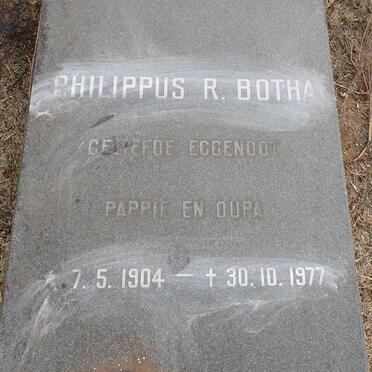 PHILIPPUS R. BOTHA
GELIEFDE EGGENOOT
PAPPIE EN OUPA
* 7. 5. 1904 — † 30. 10. 1977